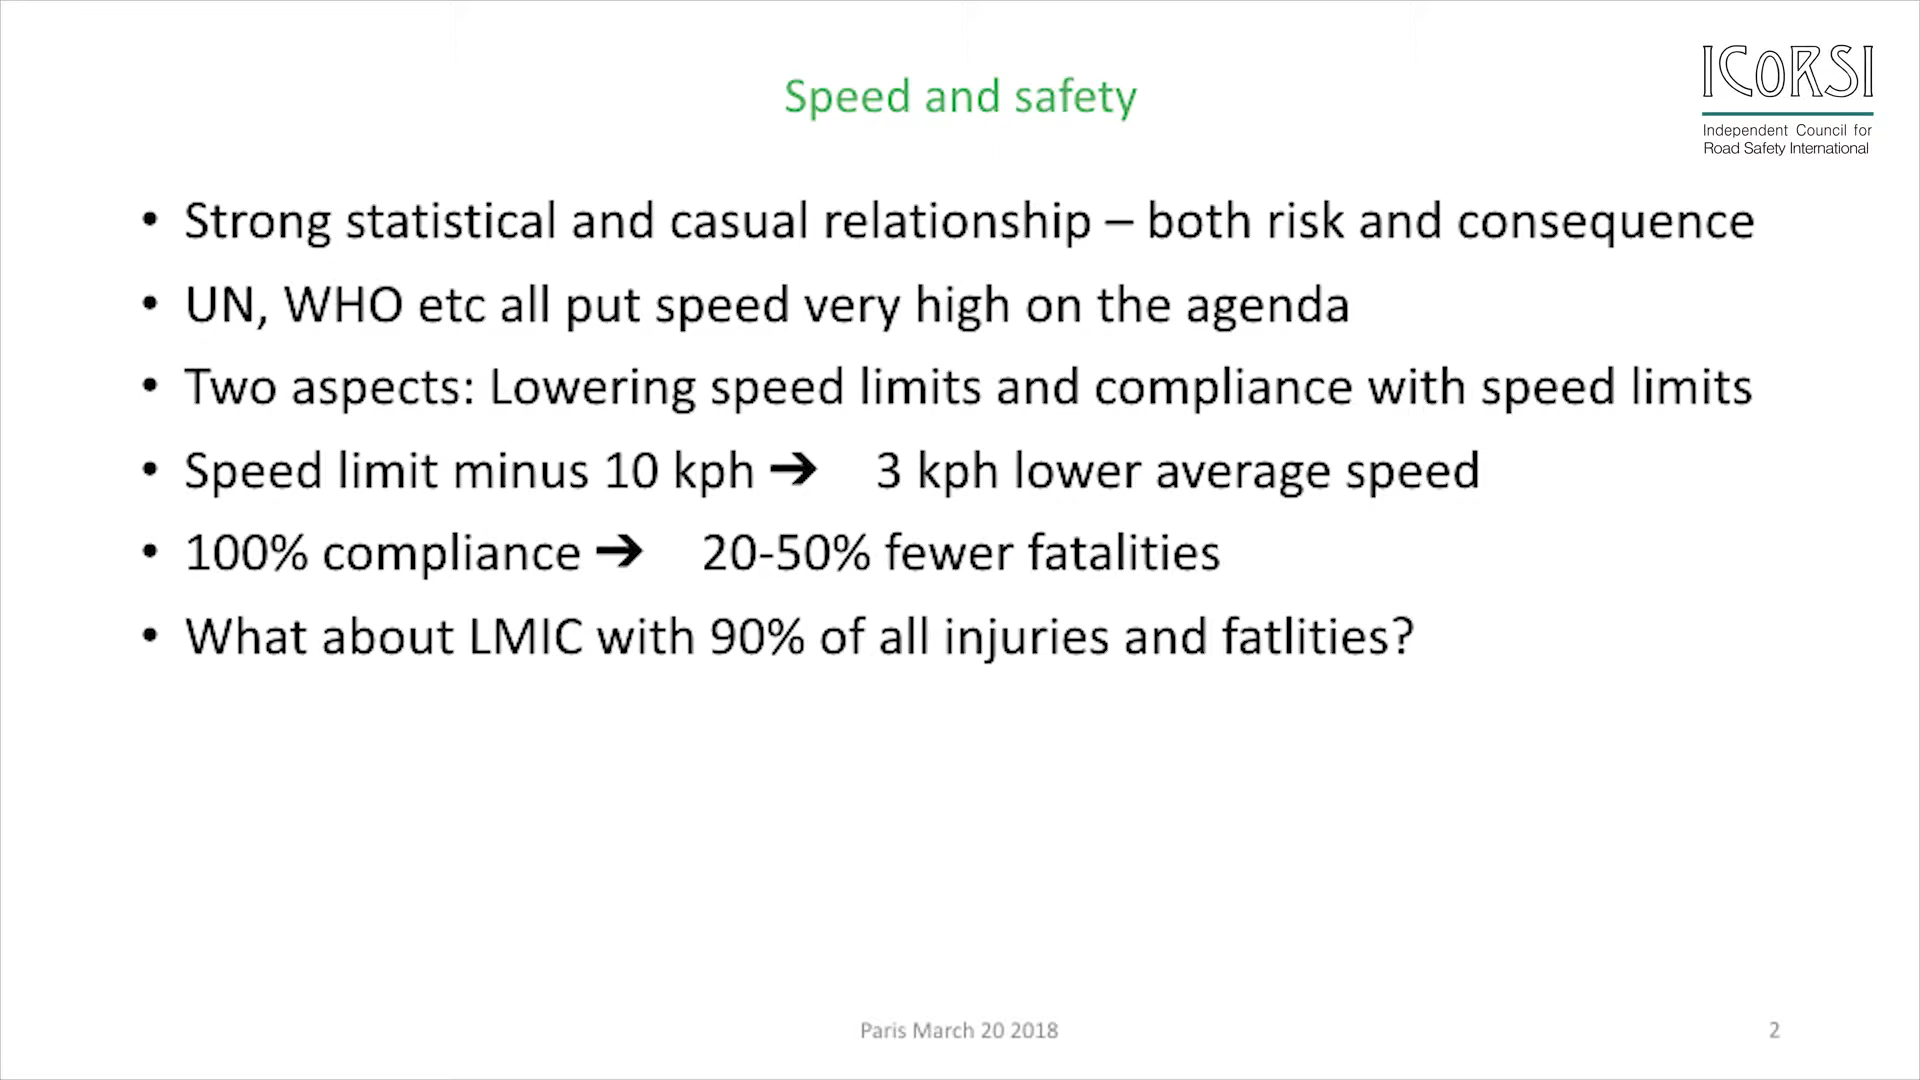 ICoRSI
Independent Council for
Road Safety International
Speed and safety
• Strong statistical and casual relationship – both risk and consequence
• UN, WHO etc all put speed very high on the agenda
• Two aspects: Lowering speed limits and compliance with speed limits
• Speed limit minus 10 kph ➔ 3 kph lower average speed
• 100% compliance ➔ 20-50% fewer fatalities
• What about LMIC with 90% of all injuries and fatlities?
Paris March 20 2018
2